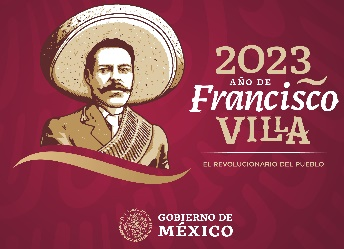 2023
AÑO DE
Francisco
VILLA
EL REVOLUCIONARIO DEL PUEBLO
GOBIERNO DE
MÉXICO